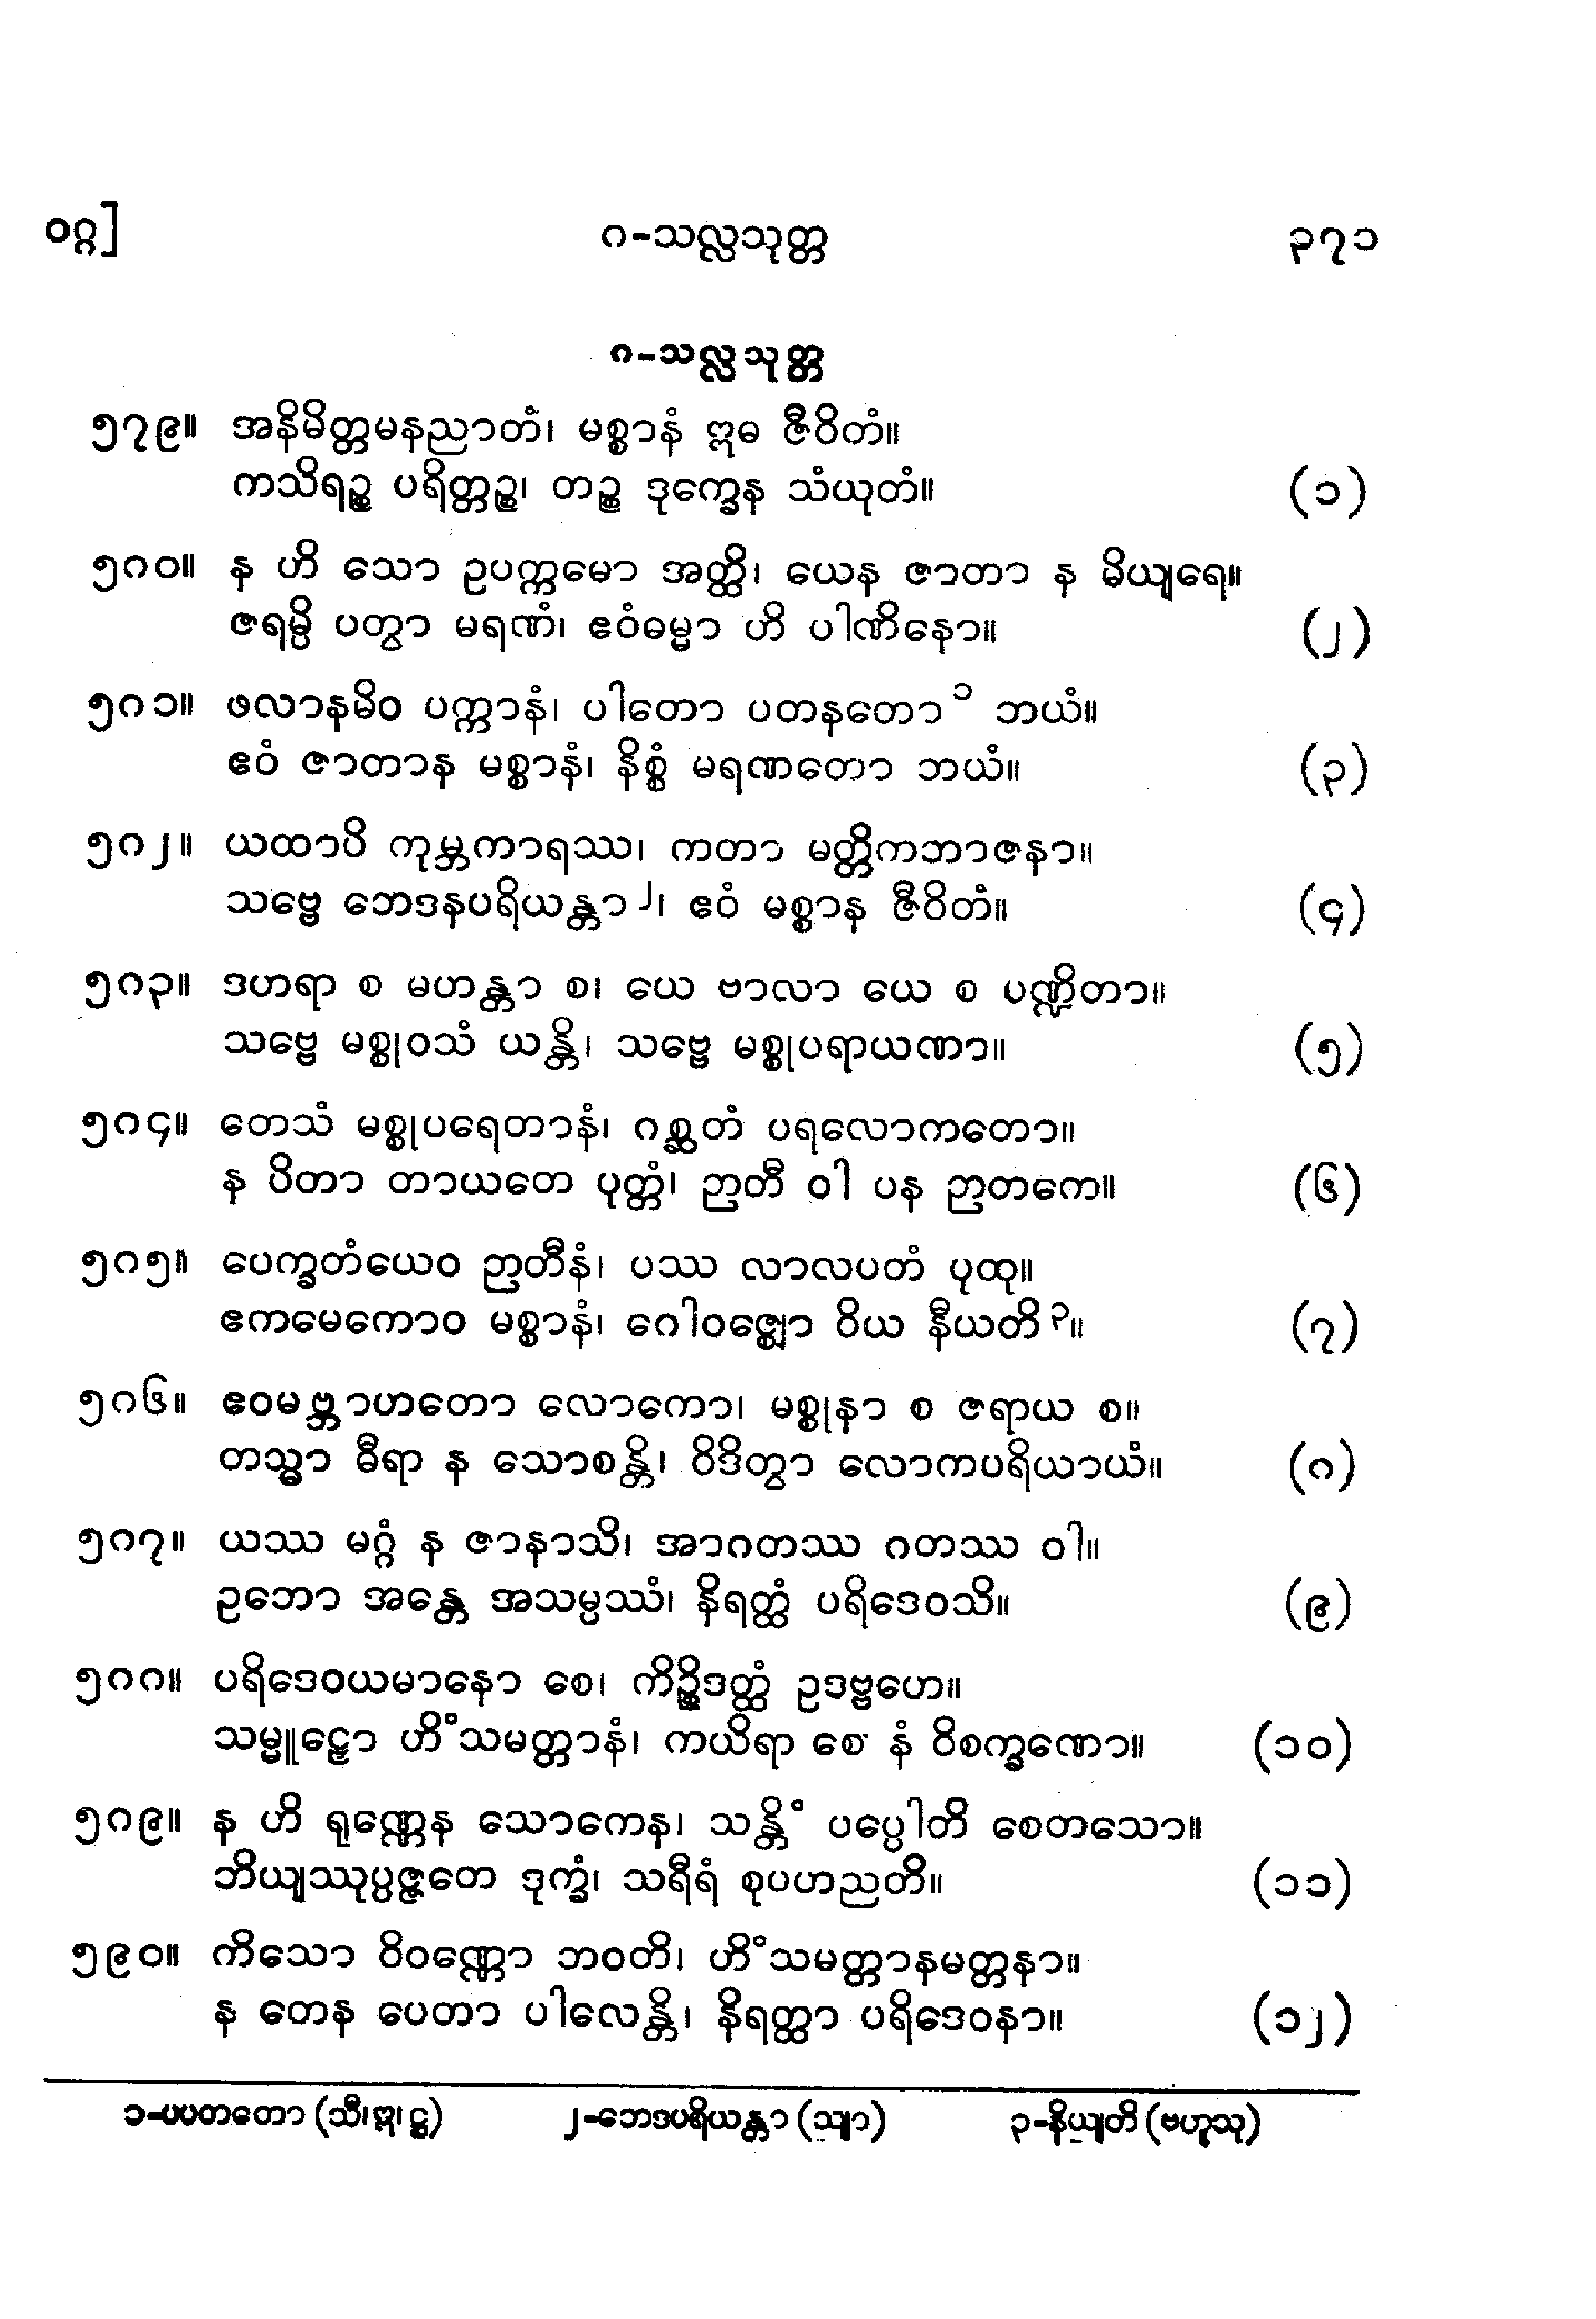 ဝဂ္ဂ] ၈-သလ္လသုတ္တ ၃၇၁
၈-သလ္လသုတ္တ
၅၇၉။ အနိမိတ္တမနညာတံ၊ မစ္စာနံ ဣဓ ဇီဝိတံ။
ကသိရဉ္စ ပရိတ္တဉ္စ၊ တဉ္စ ဒုက္ခေန သံယုတံ။ (၁)
၅၈၀။ န ဟိ သော ဥပက္ကမော အတ္ထိ၊ ယေန ဇာတာ န မိယျရေ။
ဇရမ္ပိ ပတွာ မရဏံ၊ ဧဝံဓမ္မာ ဟိ ပါဏိနော။ (၂)
၅၈၁။ ဖလာနမိဝ ပက္ကာနံ၊ ပါတော ပတနတော ၁ ဘယံ။
ဧဝံ ဇာတာန မစ္စာနံ၊ နိစ္စံ မရဏတော ဘယံ။ (၃)
၅၈၂။ ယထာပိ ကုမ္ဘကာရဿ၊ ကတာ မတ္တိကဘာဇနာ။
သဗ္ဗေ ဘေဒနပရိယန္တာ ၂၊ ဧဝံ မစ္စာန ဇီဝိတံ။ (၄)
၅၈၃။ ဒဟရာ စ မဟန္တာ စ၊ ယေ ဗာလာ ယေ စ ပဏ္ဍိတာ။
သဗ္ဗေ မစ္စုဝသံ ယန္တိ၊ သဗ္ဗေ မစ္စုပရာယဏာ။ (၅)
၅၈၄။ တေသံ မစ္စုပရေတာနံ၊ ဂစ္ဆတံ ပရလောကတော။
န ပိတာ တာယတေ ပုတ္တံ၊ ဉာတီ ဝါ ပန ဉာတကေ။ (၆)
၅၈၅။ ပေက္ခတံယေဝ ဉာတီနံ၊ ပဿ လာလပတံ ပုထု။
ဧကမေကောဝ မစ္စာနံ၊ ဂေါဝဇ္ဈော ဝိယ နီယတိ ၃။ (၇)
၅၈၆။ ဧဝမဗ္ဘာဟတော လောကော၊ မစ္စုနာ စ ဇရာယ စ။
တသ္မာ ဓီရာ န သောစန္တိ၊ ဝိဒိတွာ လောကပရိယာယံ။ (၈)
၅၈၇။ ယဿ မဂ္ဂံ န ဇာနာသိ၊ အာဂတဿ ဂတဿ ဝါ။
ဥဘော အန္တေ အသမ္ပဿံ၊ နိရတ္ထံ ပရိဒေဝသိ။ (၉)
၅၈၈။ ပရိဒေဝယမာနော စေ၊ ကိဉ္စိဒတ္ထံ ဥဒဗ္ဗဟေ။
သမ္မူဠှော ဟိံသမတ္တာနံ၊ ကယိရာ စေ နံ ဝိစက္ခဏော။ (၁၀)
၅၈၉။ န ဟိ ရုဏ္ဏေန သောကေန၊ သန္တိံ ပပ္ပေါတိ စေတသော။
ဘိယျဿုပ္ပဇ္ဇတေ ဒုက္ခံ၊ သရီရံ စုပဟညတိ။ (၁၁)
၅၉၀။ ကိသော ဝိဝဏ္ဏော ဘဝတိ၊ ဟိံသမတ္တာနမတ္တနာ။
န တေန ပေတာ ပါလေန္တိ၊ နိရတ္ထာ ပရိဒေဝနာ။ (၁၂)
၁-ပပတတော (သီ၊ ဣ၊ ဋ္ဌ) ၂-ဘေဒပရိယန္တာ (သျာ) ၃-နိယျတိ (ဗဟူသု)